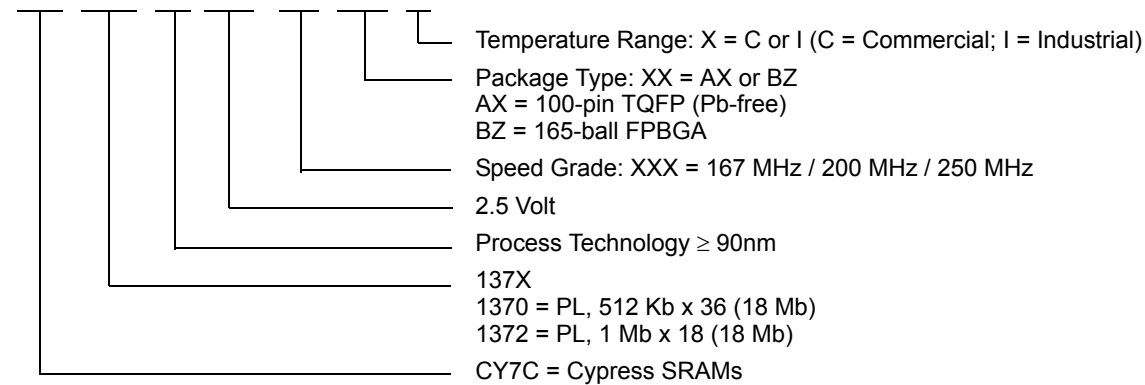 Temperature Range: X = C or I (C = Commercial; I = Industrial)
Package Type: XX = AX or BZ
AX = 100-pin TQFP (Pb-free)
BZ = 165-ball FPBGA
Speed Grade: XXX = 167 MHz / 200 MHz / 250 MHz
2.5 Volt
Process Technology ≥ 90nm
137X
1370 = PL, 512 Kb x 36 (18 Mb)
1372 = PL, 1 Mb x 18 (18 Mb)
CY7C = Cypress SRAMs